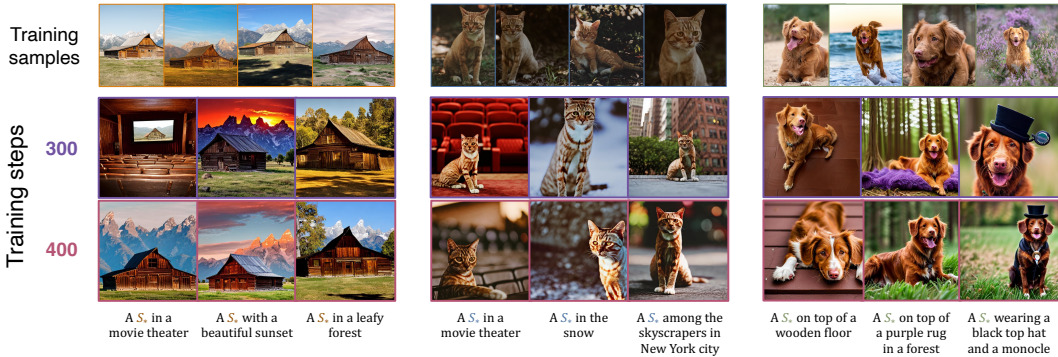 Training
samples
Training steps
300
400
A S* in a
movie theater
A S* with a
beautiful sunset
A S* in a leafy
forest
A S* in a
movie theater
A S* in the
snow
A S* among the
skyscrapers in
New York city
A S* on top of a
wooden floor
A S* on top of
a purple rug
in a forest
A S* wearing a
black top hat
and a monocle